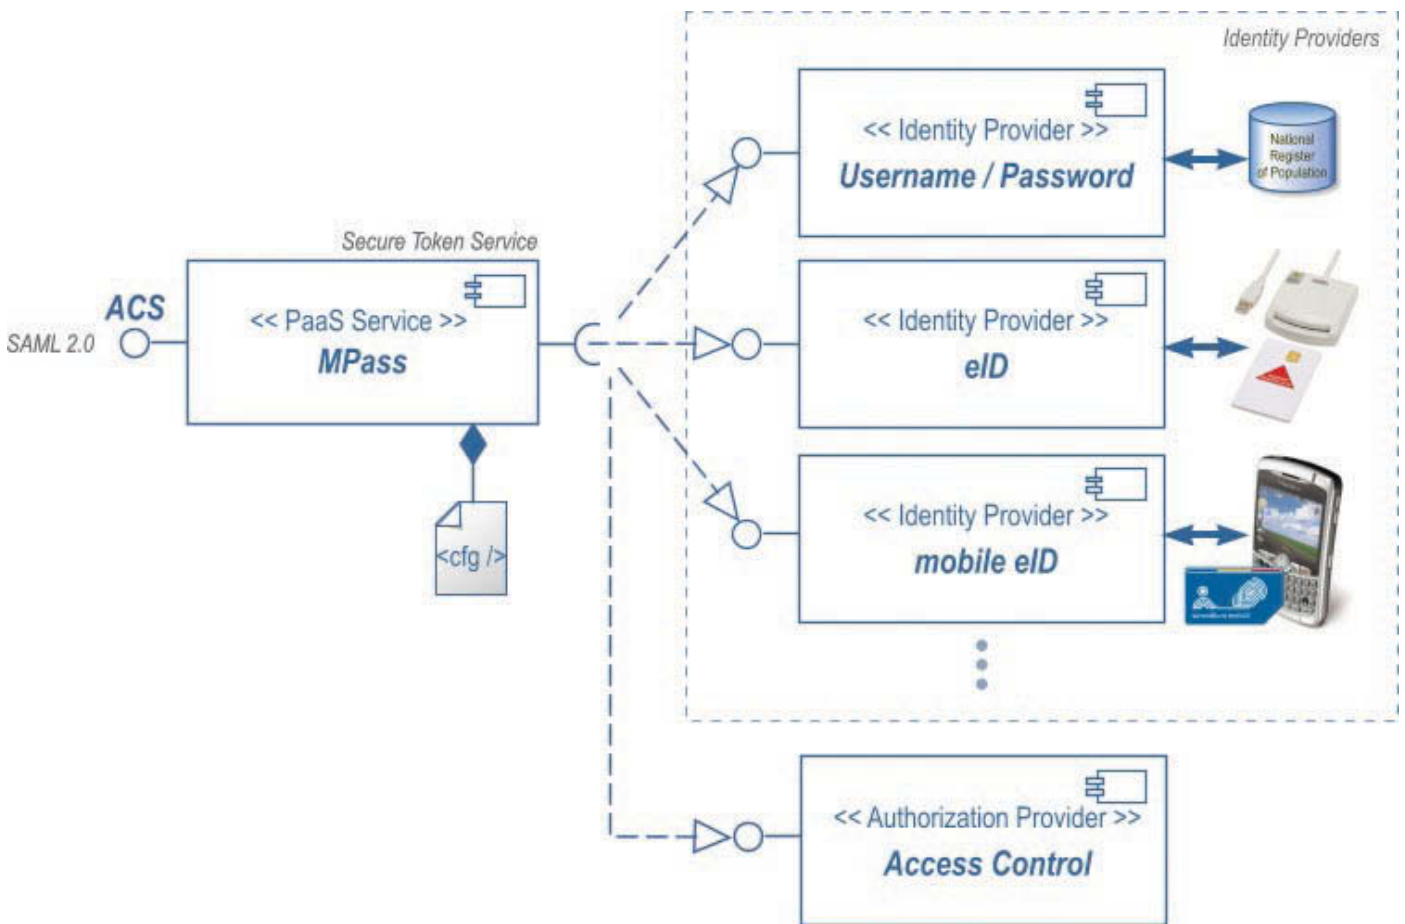 Identity Providers
<< Identity Provider >>
Username / Password
National
Register
of Population
Secure Token Service
ACS
SAML 2.0
<< PaaS Service >>
MPass
<< Identity Provider >>
eID
<cfg />
<< Identity Provider >>
mobile eID
<< Authorization Provider >>
Access Control